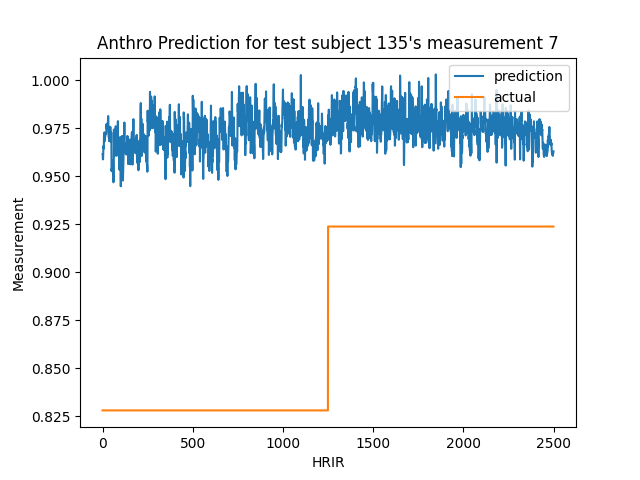 Anthro Prediction for test subject 135's measurement 7
prediction
actual
1.000
0.975
0.950
0.925
0.900
0.875
0.850
0.825
Measurement
0
500
1000
1500
2000
2500
HRIR